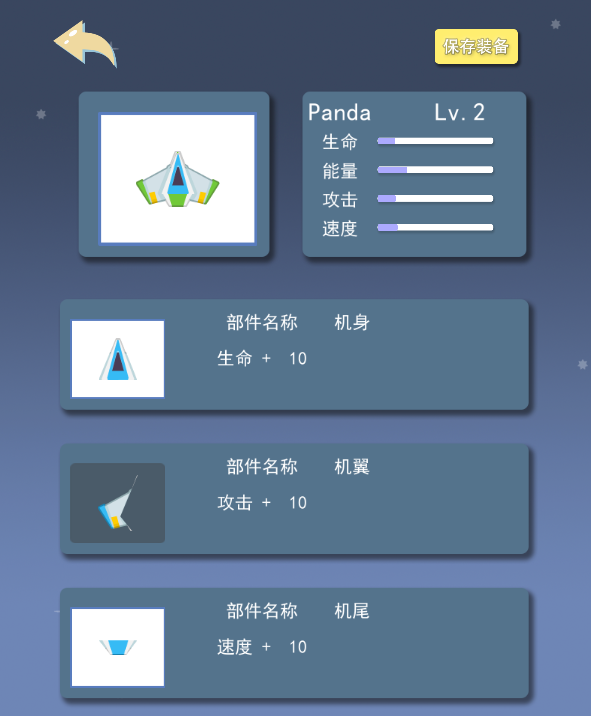 保存装备
Panda Lv.2
生命
能量
攻击
速度
部件名称 机身
生命 + 10
部件名称 机翼
攻击 + 10
部件名称 机尾
速度 + 10